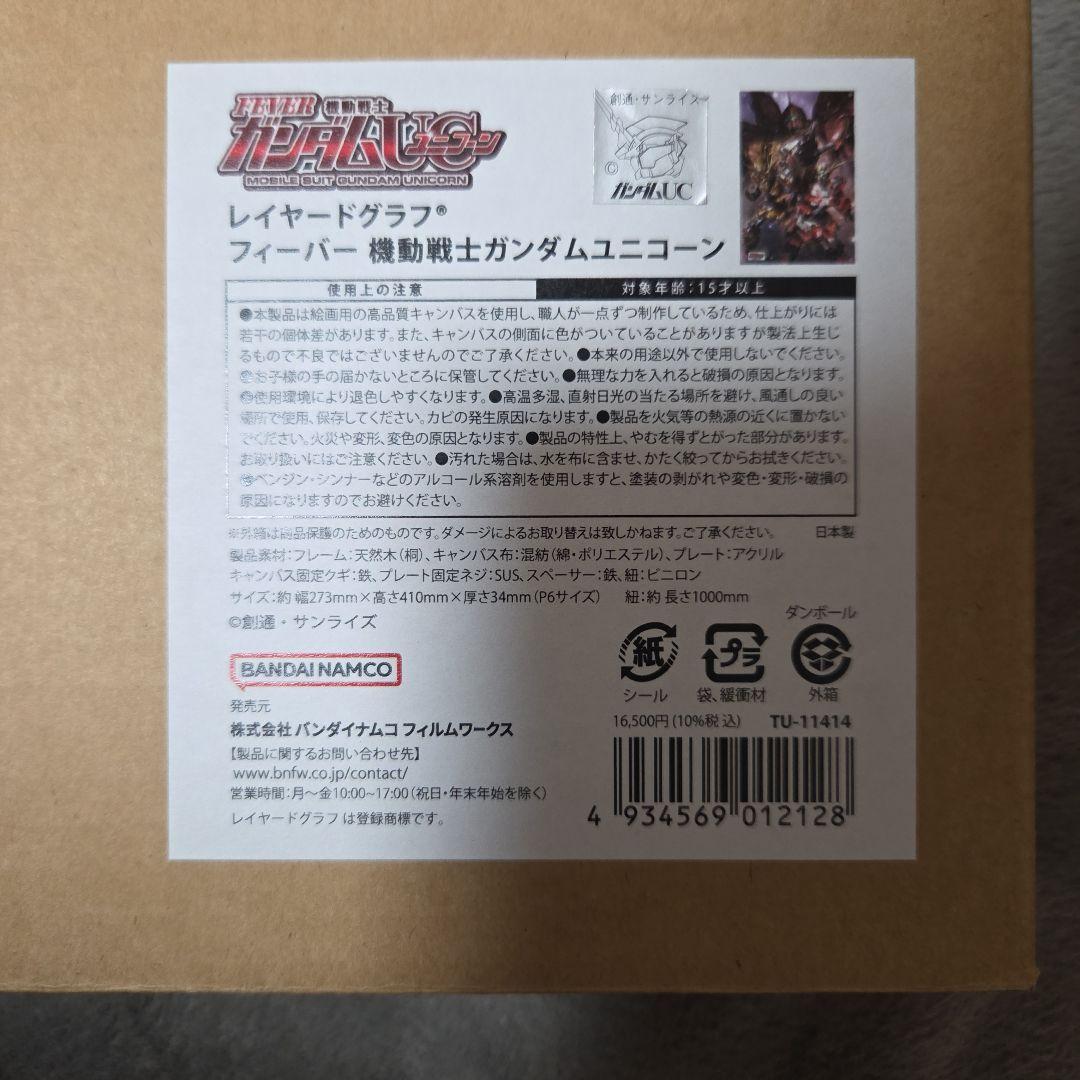 FEVER 機動戦士
ガンダムUC ユニコーン
MOBILE SUIT GUNDAM UNICORN
創通・サンライズ
©
ガンダムUC
レイヤードグラフ®
フィーバー 機動戦士ガンダムユニコーン
使用上の注意
対象年齢:15才以上
●本製品は絵画用の高品質キャンバスを使用し、職人が一点ずつ制作しているため、仕上がりには
若干の個体差があります。また、キャンバスの側面に色がついていることがありますが製法上生じ
るもので不良ではございませんのでご了承ください。●本来の用途以外で使用しないでください。
●お子様の手の届かないところに保管してください。●無理な力を入れると破損の原因となります。
●使用環境により退色しやすくなります。●高温多湿、直射日光の当たる場所を避け、風通しの良い
場所で使用、保存してください。カビの発生原因になります。●製品を火気等の熱源の近くに置かない
でください。火災や変形、変色の原因となります。●製品の特性上、やむを得ずとがった部分があります。
お取り扱いにはご注意ください。●汚れた場合は、水を布に含ませ、かたく絞ってからお拭きください。
●ベンジン・シンナーなどのアルコール系溶剤を使用しますと、塗装の剥がれや変色・変形・破損の
原因になりますのでお避けください。
※外箱は商品保護のためのものです。ダメージによるお取り替えは致しかねます。ご了承ください。 日本製
製品素材:フレーム:天然木(桐)、キャンバス布:混紡(綿・ポリエステル)、プレート:アクリル
キャンバス固定クギ:鉄、プレート固定ネジ:SUS、スペーサー:鉄、紐:ビニロン
サイズ:約 幅273mm×高さ410mm×厚さ34mm(P6サイズ) 紐:約 長さ1000mm
©創通・サンライズ
ダンボール
紙
プラ
シール
袋、緩衝材
外箱
BANDAI NAMCO
発売元
株式会社 バンダイナムコ フィルムワークス
【製品に関するお問い合わせ先】
www.bnfw.co.jp/contact/
営業時間:月～金10:00~17:00(祝日・年末年始を除く)
レイヤードグラフ は登録商標です。
16,500円(10%税込) TU-11414
4 934569 012128